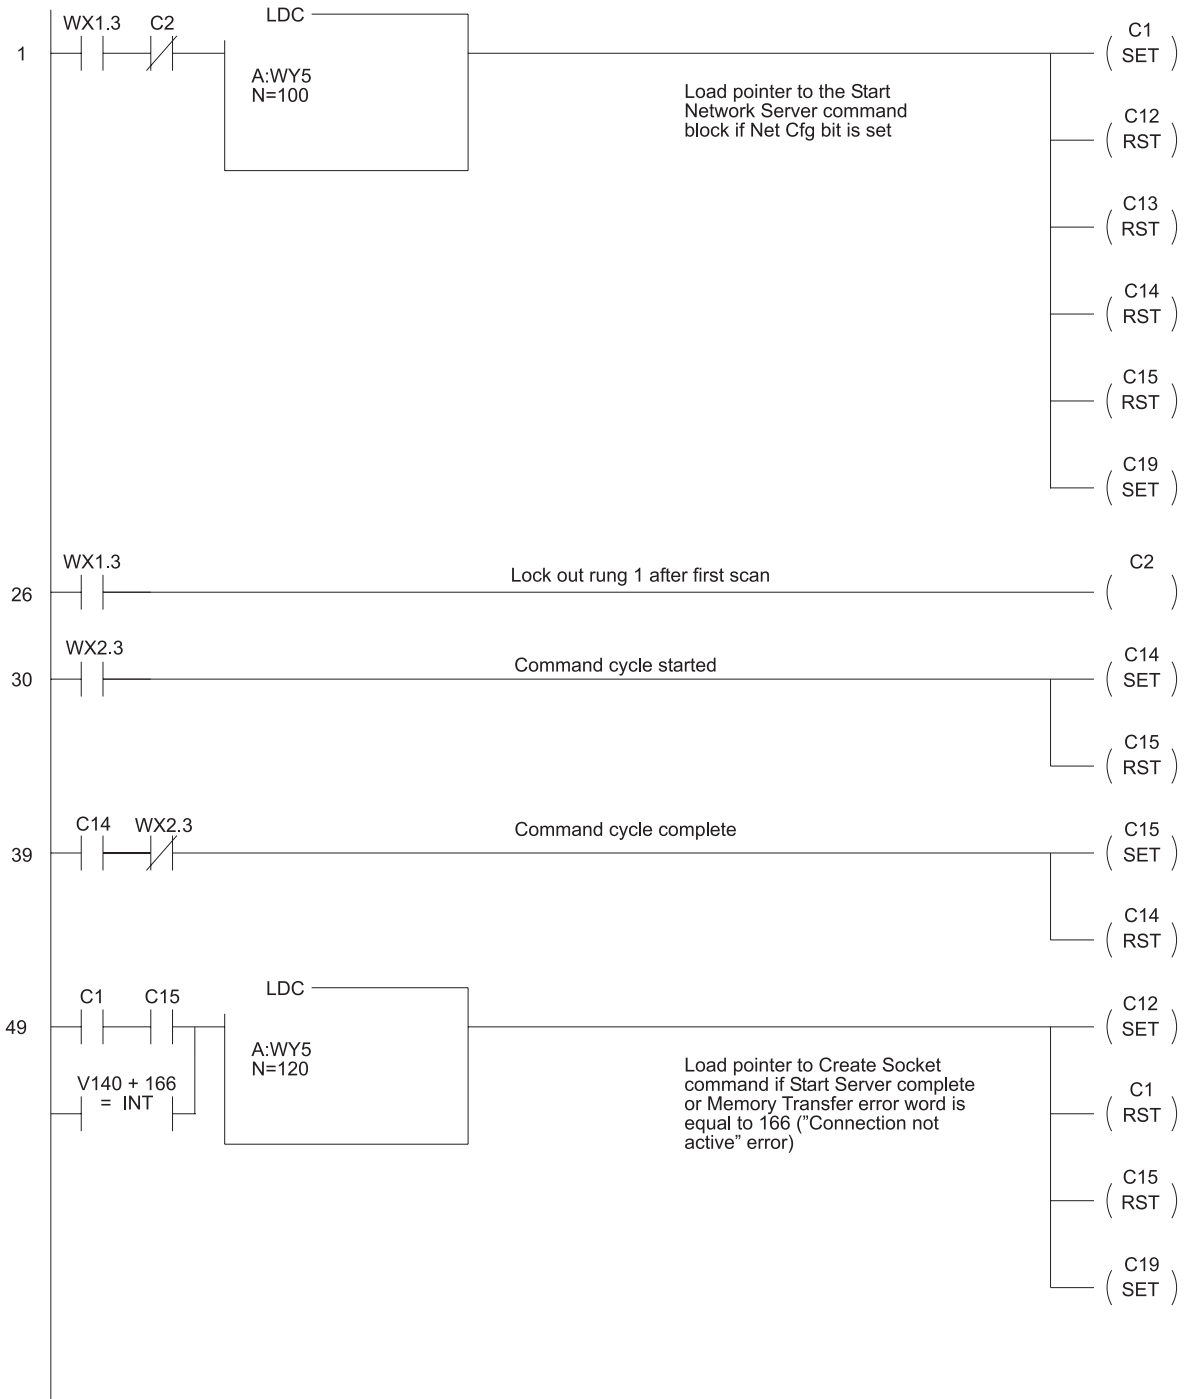 LDC
WX1.3 C2
C1
1
SET
A:WY5
N=100
Load pointer to the Start
Network Server command
block if Net Cfg bit is set
C12
RST
C13
RST
C14
RST
C15
RST
C19
SET
WX1.3
Lock out rung 1 after first scan
C2
26
WX2.3
Command cycle started
C14
30
SET
C15
RST
C14 WX2.3
Command cycle complete
C15
39
SET
C14
RST
LDC
C1 C15
C12
49
SET
A:WY5
N=120
Load pointer to Create Socket
command if Start Server complete
or Memory Transfer error word is
equal to 166 (”Connection not
active” error)
V140 + 166
= INT
C1
RST
C15
RST
C19
SET